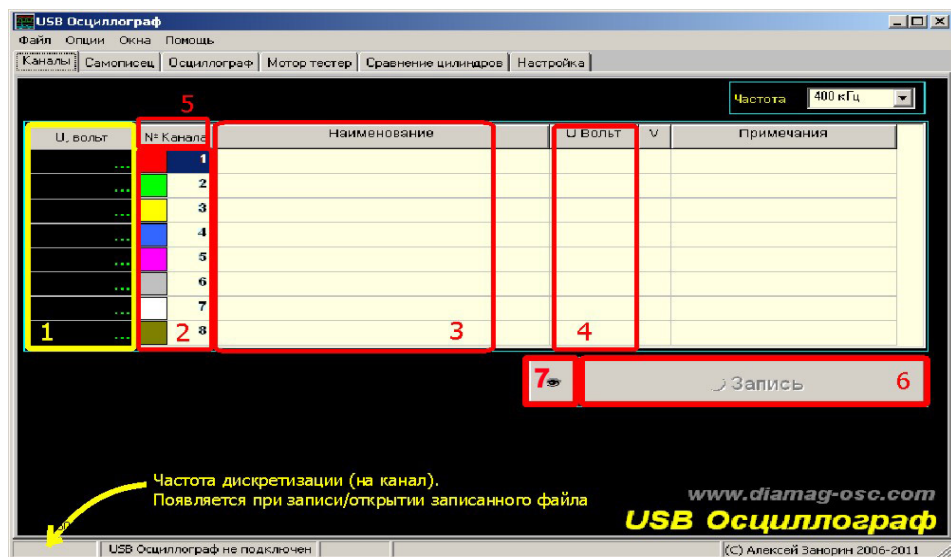 USB Осциллограф
Файл Опции Окна Помощь
Каналы Самописец Осциллограф Мотор тестер Сравнение цилиндров Настройка
Частота 400 кГц
5
U, вольт № Канала Наименование U Вольт V Примечания
... 1
... 2
... 3
... 4
... 5
... 6
... 7
... 8
1 2 3 4
7 Запись 6
Частота дискретизации (на канал).
Появляется при записи/открытии записанного файла
www.diamag-osc.com
USB Осциллограф
USB Осциллограф не подключен (C) Алексей Занорин 2006-2011